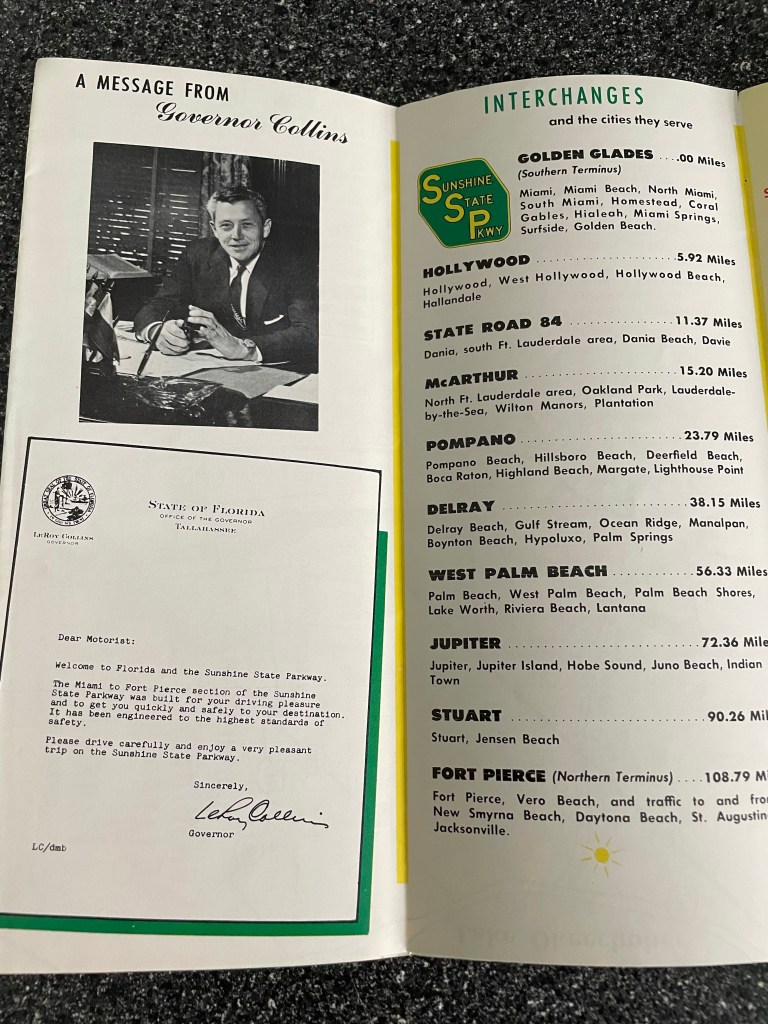 A MESSAGE FROM
Governor Collins
STATE OF FLORIDA
OFFICE OF THE GOVERNOR
TALLAHASSEE
LEROY COLLINS
GOVERNOR
Dear Motorist:
Welcome to Florida and the Sunshine State Parkway.
The Miami to Fort Pierce section of the Sunshine
State Parkway was built for your driving pleasure
and to get you quickly and safely to your destination.
It has been engineered to the highest standards of
safety.
Please drive carefully and enjoy a very pleasant
trip on the Sunshine State Parkway.
Sincerely,
LeRoy Collins
Governor
LC/dmb
INTERCHANGES
and the cities they serve
SUNSHINE
STATE
PKWY
GOLDEN GLADES ....00 Miles
(Southern Terminus)
Miami, Miami Beach, North Miami,
South Miami, Homestead, Coral
Gables, Hialeah, Miami Springs,
Surfside, Golden Beach.
HOLLYWOOD ....................5.92 Miles
Hollywood, West Hollywood, Hollywood Beach,
Hallandale
STATE ROAD 84 ...............11.37 Miles
Dania, south Ft. Lauderdale area, Dania Beach, Davie
McARTHUR .......................15.20 Miles
North Ft. Lauderdale area, Oakland Park, Lauderdale-
by-the-Sea, Wilton Manors, Plantation
POMPANO .......................23.79 Miles
Pompano Beach, Hillsboro Beach, Deerfield Beach,
Boca Raton, Highland Beach, Margate, Lighthouse Point
DELRAY ...........................38.15 Miles
Delray Beach, Gulf Stream, Ocean Ridge, Manalpan,
Boynton Beach, Hypoluxo, Palm Springs
WEST PALM BEACH ............56.33 Miles
Palm Beach, West Palm Beach, Palm Beach Shores,
Lake Worth, Riviera Beach, Lantana
JUPITER ............................72.36 Mile
Jupiter, Jupiter Island, Hobe Sound, Juno Beach, Indian
Town
STUART ............................90.26 Mil
Stuart, Jensen Beach
FORT PIERCE (Northern Terminus) ....108.79 M
Fort Pierce, Vero Beach, and traffic to and fro
New Smyrna Beach, Daytona Beach, St. Augustin
Jacksonville.